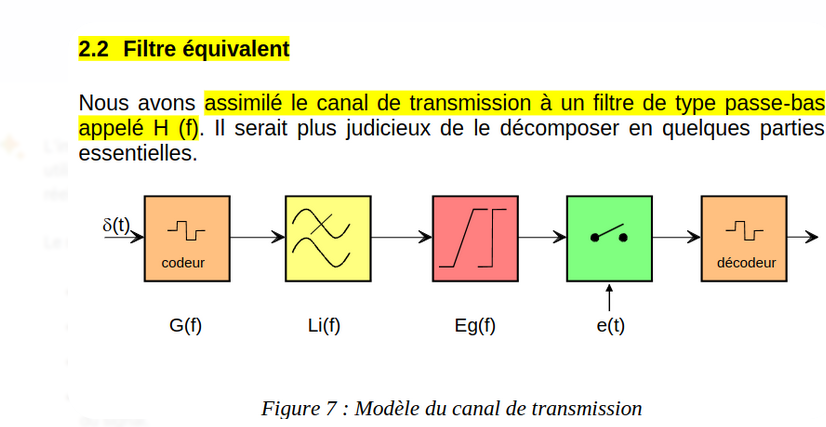 2.2 Filtre équivalent
Nous avons assimilé le canal de transmission à un filtre de type passe-bas
appelé H (f). Il serait plus judicieux de le décomposer en quelques parties
essentielles.
δ(t)
codeur
décodeur
G(f)
Li(f)
Eg(f)
e(t)
Figure 7 : Modèle du canal de transmission